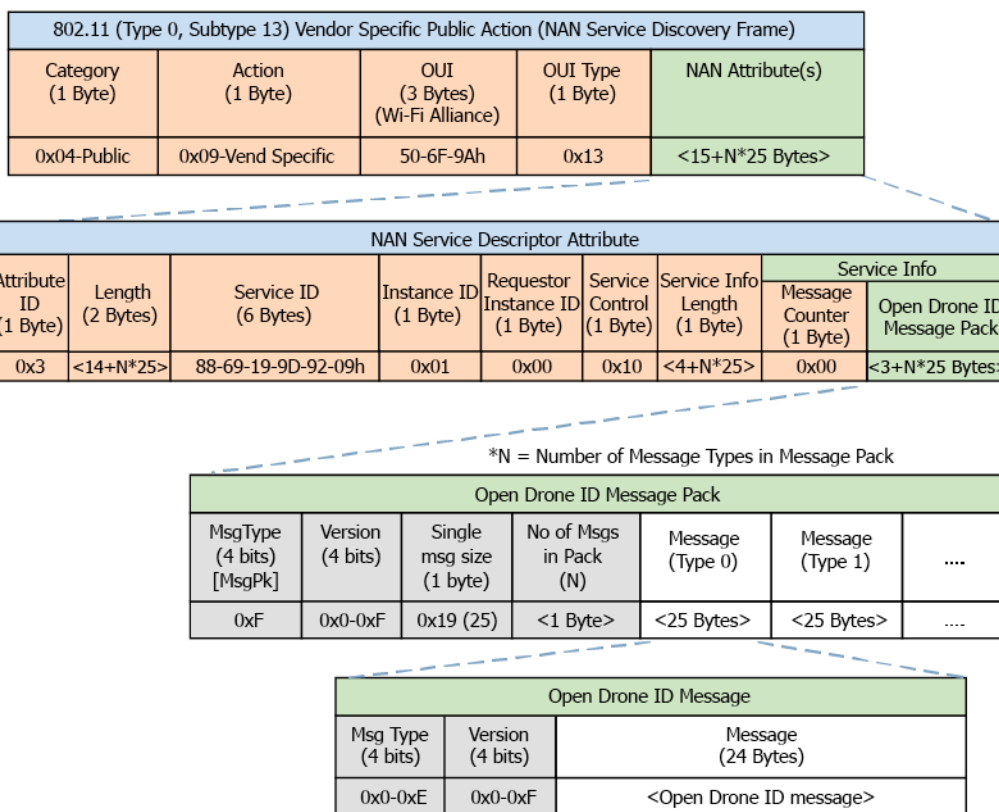 802.11 (Type 0, Subtype 13) Vendor Specific Public Action (NAN Service Discovery Frame)
Category (1 Byte)
Action (1 Byte)
OUI (3 Bytes) (Wi-Fi Alliance)
OUI Type (1 Byte)
NAN Attribute(s)
0x04-Public
0x09-Vend Specific
50-6F-9Ah
0x13
<15+N*25 Bytes>
NAN Service Descriptor Attribute
Attribute ID (1 Byte)
Length (2 Bytes)
Service ID (6 Bytes)
Instance ID (1 Byte)
Requestor Instance ID (1 Byte)
Service Control (1 Byte)
Service Info Length (1 Byte)
Service Info
Message Counter (1 Byte)
Open Drone ID Message Pack
0x3
<14+N*25>
88-69-19-9D-92-09h
0x01
0x00
0x10
<4+N*25>
0x00
<3+N*25 Bytes>
*N = Number of Message Types in Message Pack
Open Drone ID Message Pack
MsgType (4 bits) [MsgPk]
Version (4 bits)
Single msg size (1 byte)
No of Msgs in Pack (N)
Message (Type 0)
Message (Type 1)
....
0xF
0x0-0xF
0x19 (25)
<1 Byte>
<25 Bytes>
<25 Bytes>
....
Open Drone ID Message
Msg Type (4 bits)
Version (4 bits)
Message (24 Bytes)
0x0-0xE
0x0-0xF
<Open Drone ID message>